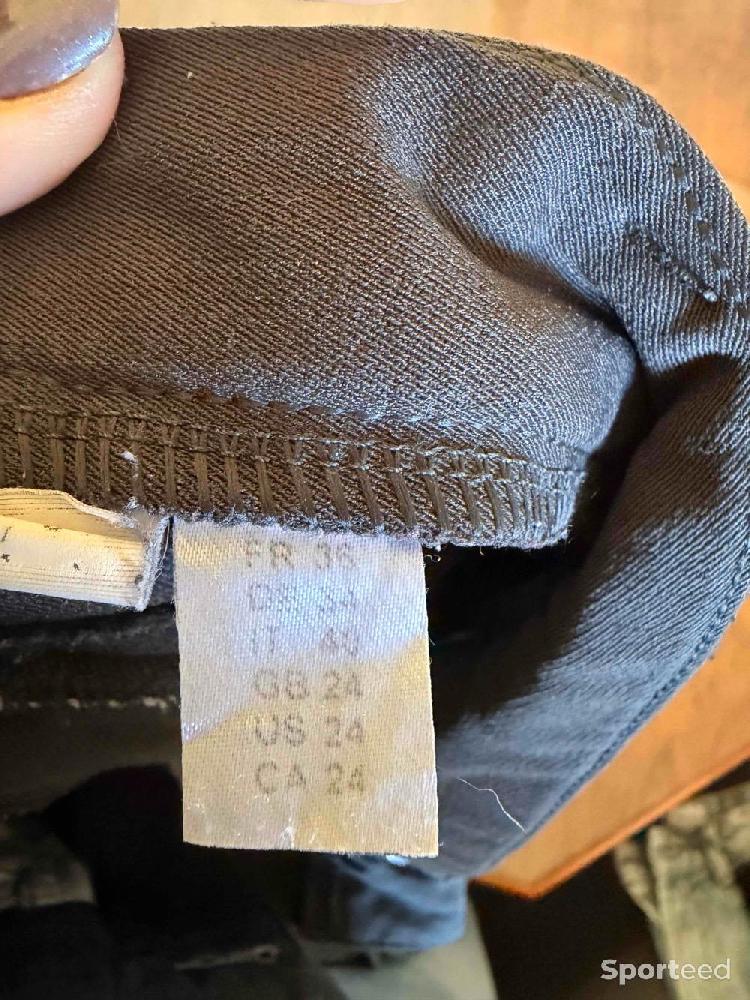 FR 36
DE 34
IT 40
GB 24
US 24
CA 24
Sporteed